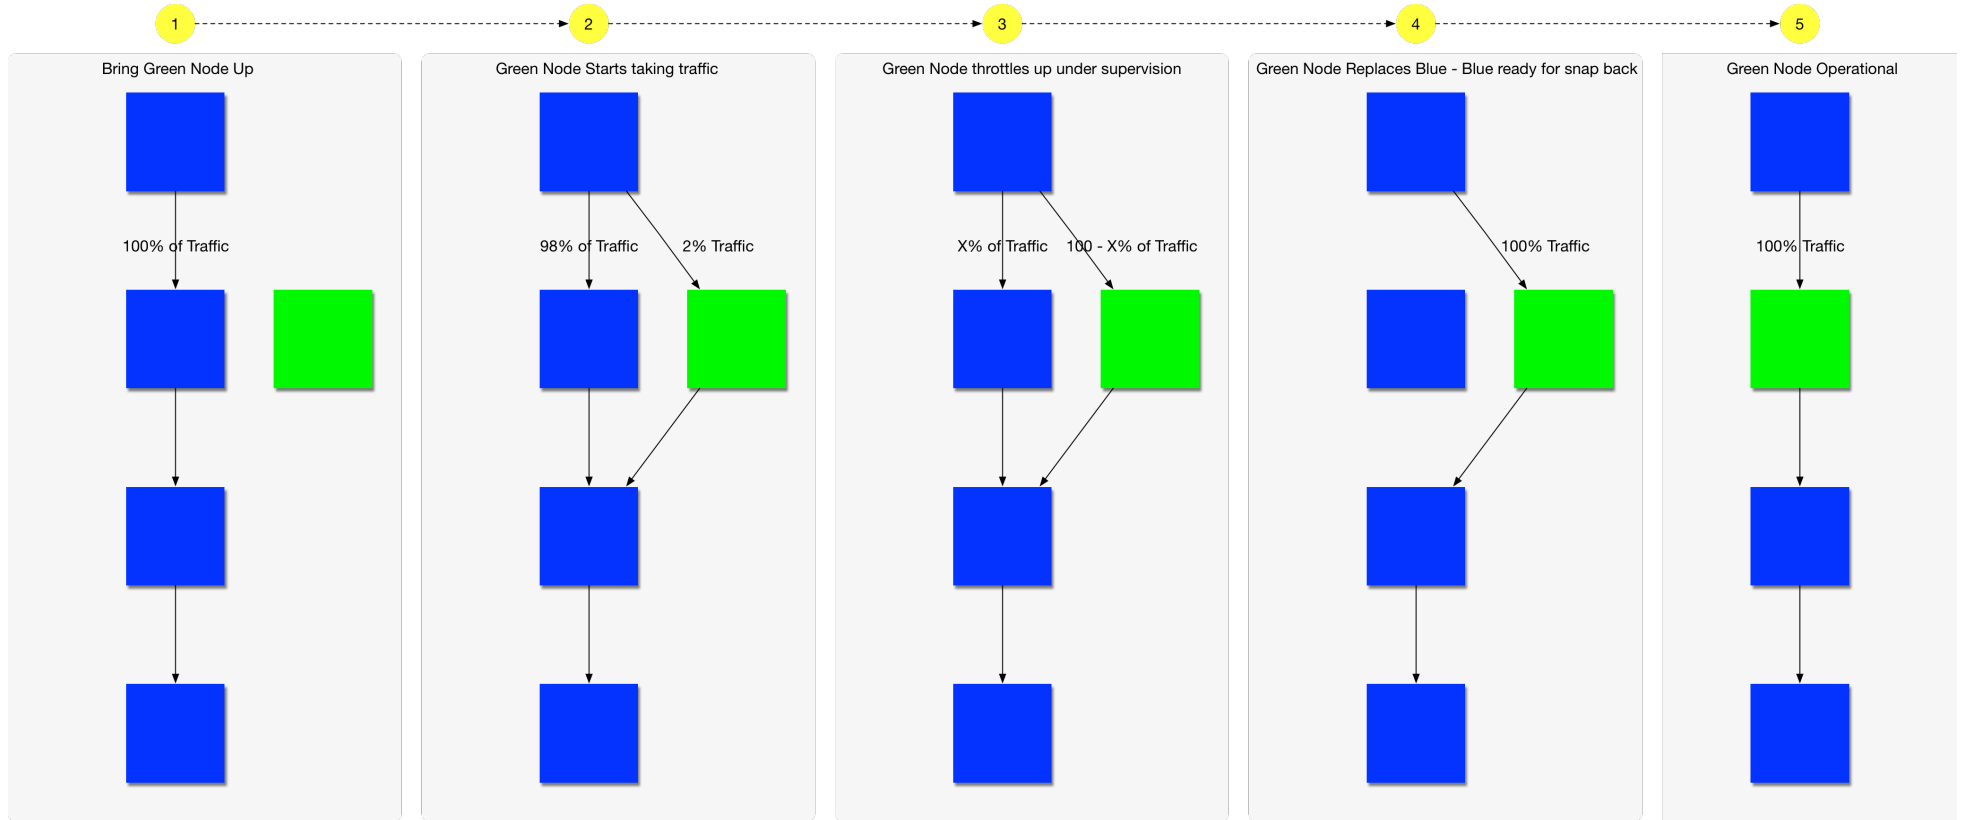 1
2
3
4
5
Bring Green Node Up
Green Node Starts taking traffic
Green Node throttles up under supervision
Green Node Replaces Blue - Blue ready for snap back
Green Node Operational
100% of Traffic
98% of Traffic
2% Traffic
X% of Traffic
100 - X% of Traffic
100% Traffic
100% Traffic